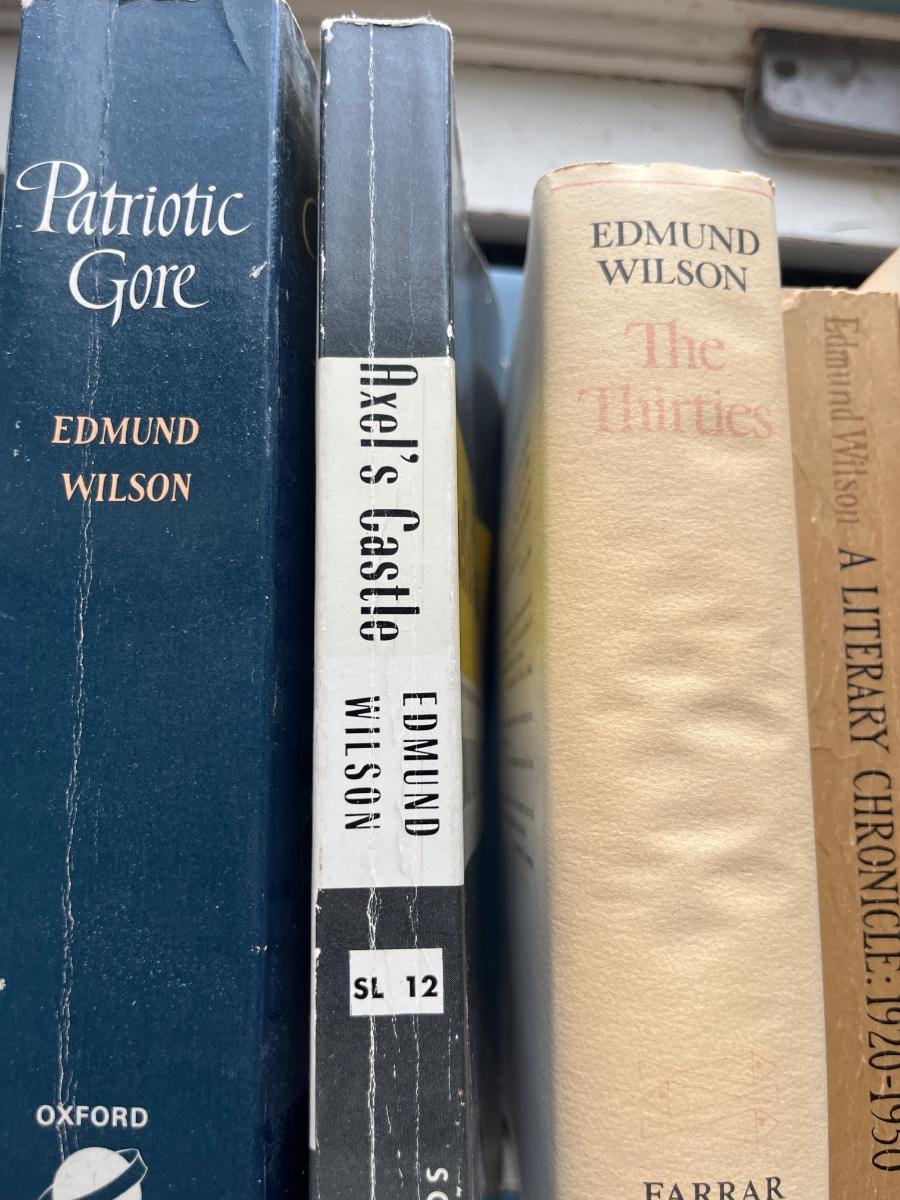 Patriotic
Gore
EDMUND
WILSON
OXFORD
Axel's Castle
EDMUND
WILSON
SL 12
EDMUND
WILSON
The
Thirties
FARRAR
Edmund Wilson A LITERARY CHRONICLE: 1920-1950